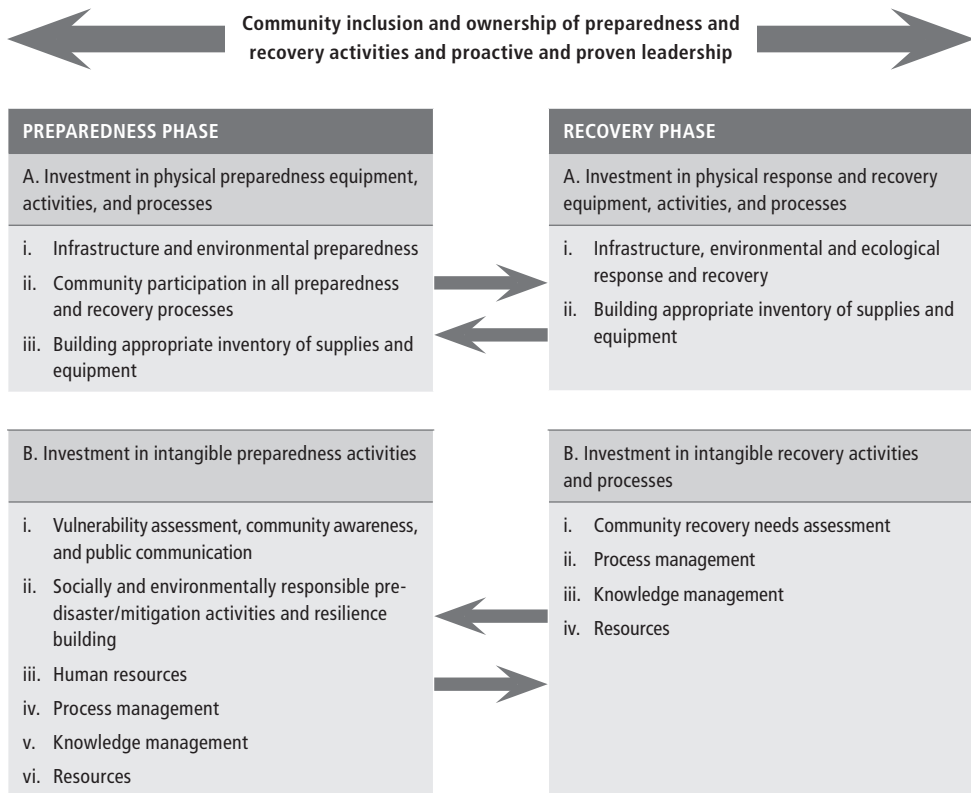 Community inclusion and ownership of preparedness and
recovery activities and proactive and proven leadership
PREPAREDNESS PHASE
A. Investment in physical preparedness equipment,
activities, and processes
i. Infrastructure and environmental preparedness
ii. Community participation in all preparedness
and recovery processes
iii. Building appropriate inventory of supplies and
equipment
RECOVERY PHASE
A. Investment in physical response and recovery
equipment, activities, and processes
i. Infrastructure, environmental and ecological
response and recovery
ii. Building appropriate inventory of supplies and
equipment
B. Investment in intangible preparedness activities
i. Vulnerability assessment, community awareness,
and public communication
ii. Socially and environmentally responsible pre-
disaster/mitigation activities and resilience
building
iii. Human resources
iv. Process management
v. Knowledge management
vi. Resources
B. Investment in intangible recovery activities
and processes
i. Community recovery needs assessment
ii. Process management
iii. Knowledge management
iv. Resources